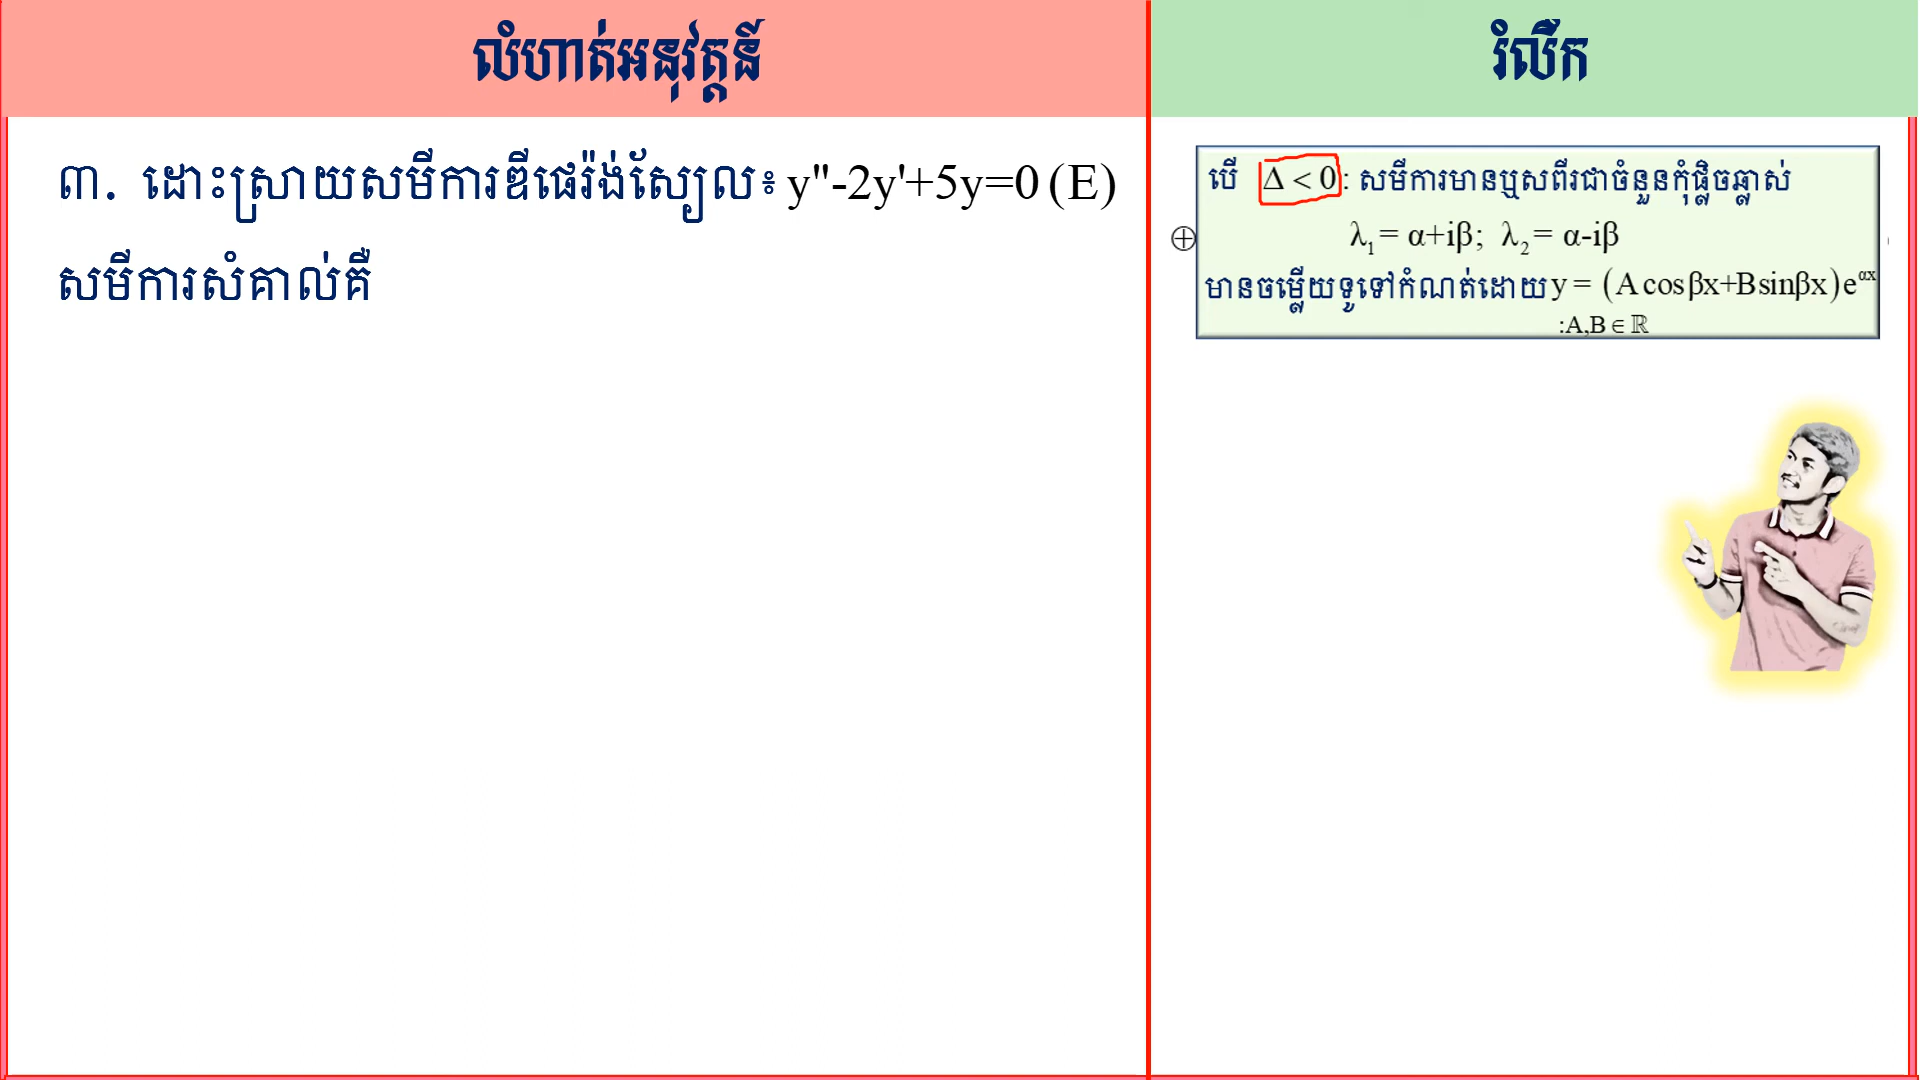 លំហាត់អនុវត្តន៍
រំលឹក
៣. ដោះស្រាយសមីការឌីផេរ៉ង់ស្យែល៖ y"-2y'+5y=0 (E)
សមីការសំគាល់គឺ
បើ Δ < 0 : សមីការមានឬសពីរជាចំនួនកុំផ្លិចឆ្លាស់
⊕ λ₁ = α+iβ; λ₂ = α-iβ
មានចម្លើយទូទៅកំណត់ដោយ y = (A cosβx+Bsinβx)e^αx
:A,B ∈ ℝ